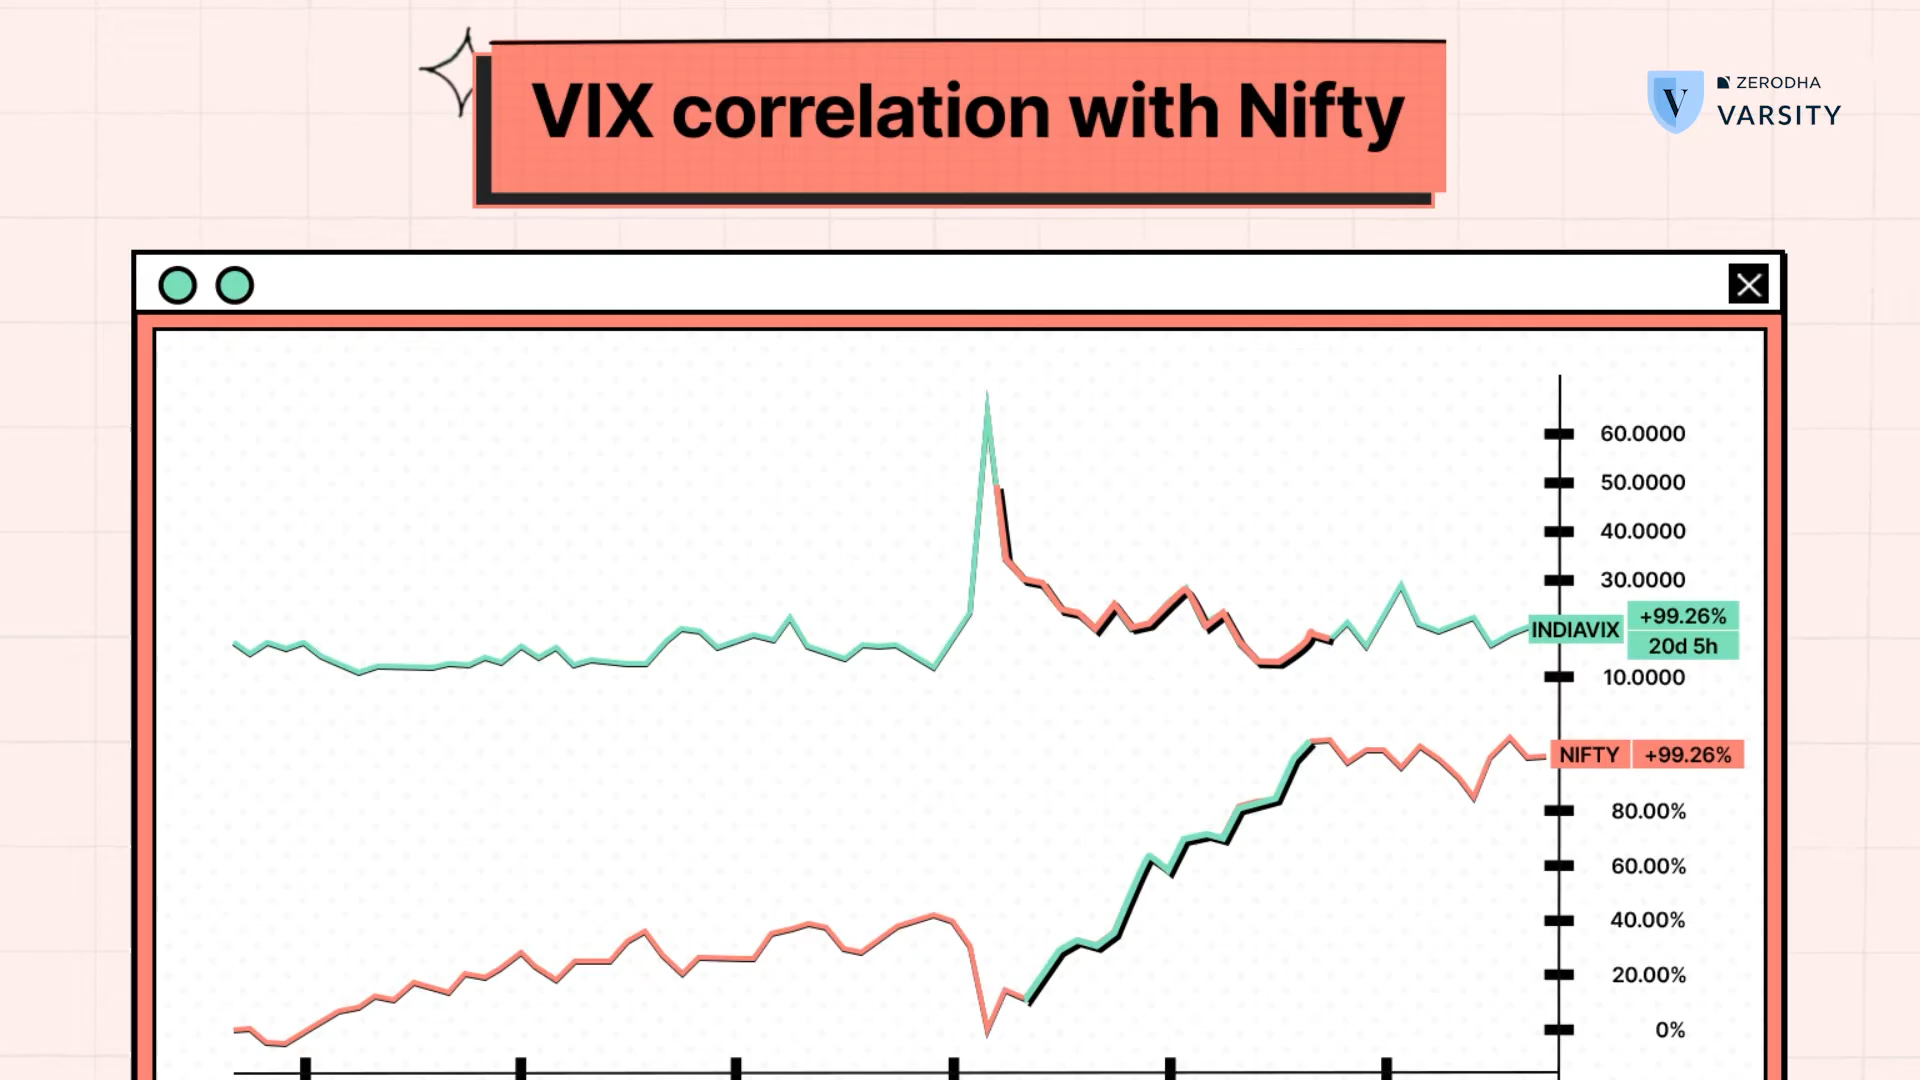 VIX correlation with Nifty
ZERODHA
V VARSITY
60.0000
50.0000
40.0000
30.0000
INDIAVIX +99.26%
20d 5h
10.0000
NIFTY +99.26%
80.00%
60.00%
40.00%
20.00%
0%